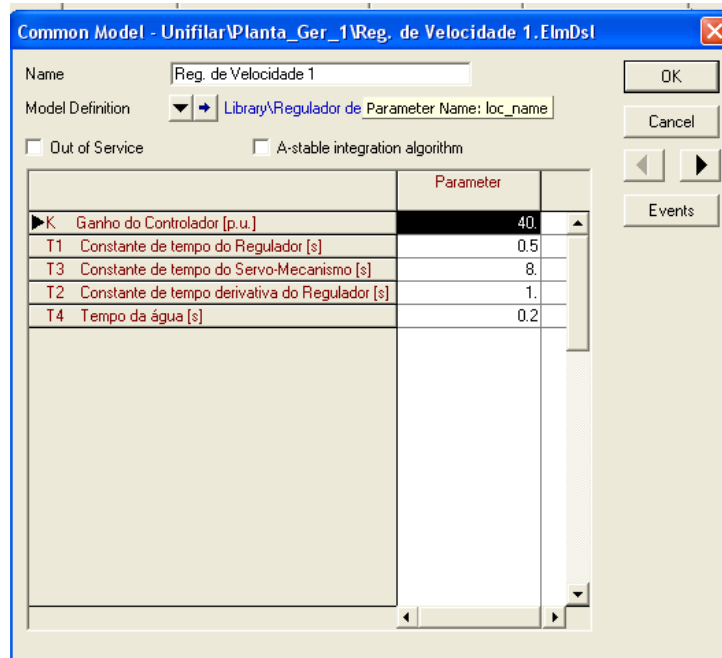 Common Model - Unifilar\Planta_Ger_1\Reg. de Velocidade 1.ElmDsl
Name Reg. de Velocidade 1 OK
Model Definition Library\Regulador de Parameter Name: loc_name
Cancel
Out of Service A-stable integration algorithm
Parameter
Events
K Ganho do Controlador [p.u.] 40.
T1 Constante de tempo do Regulador [s] 0.5
T3 Constante de tempo do Servo-Mecanismo [s] 8.
T2 Constante de tempo derivativa do Regulador [s] 1.
T4 Tempo da água [s] 0.2